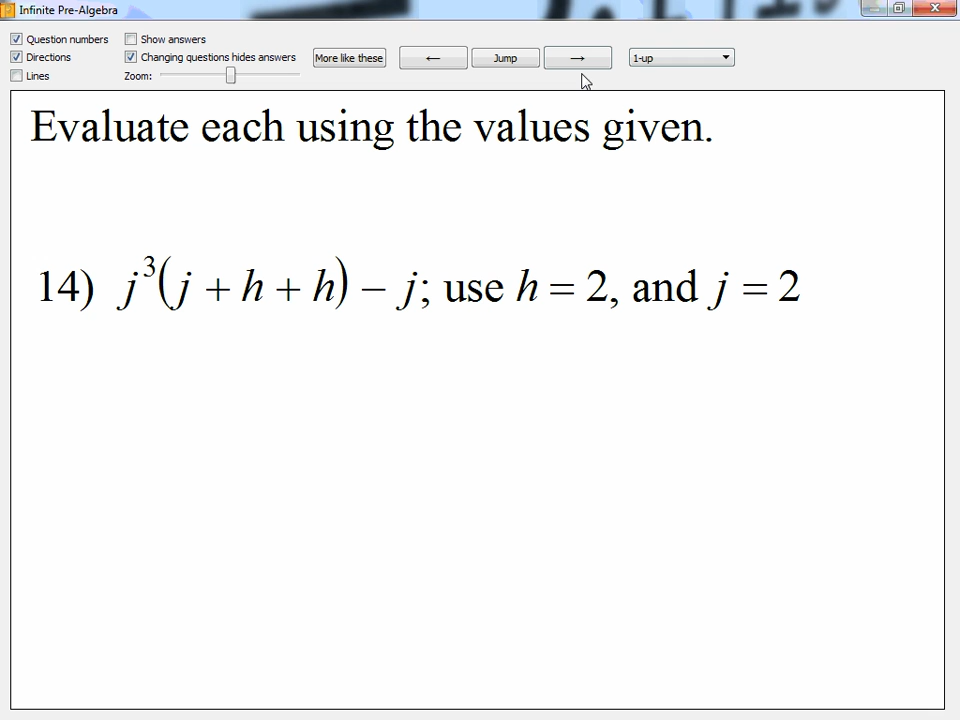 Infinite Pre-Algebra
Question numbers
Show answers
Directions
Changing questions hides answers
More like these
←
Jump
→
1-up
Lines
Zoom:
Evaluate each using the values given.
14) j³(j + h + h) − j; use h = 2, and j = 2